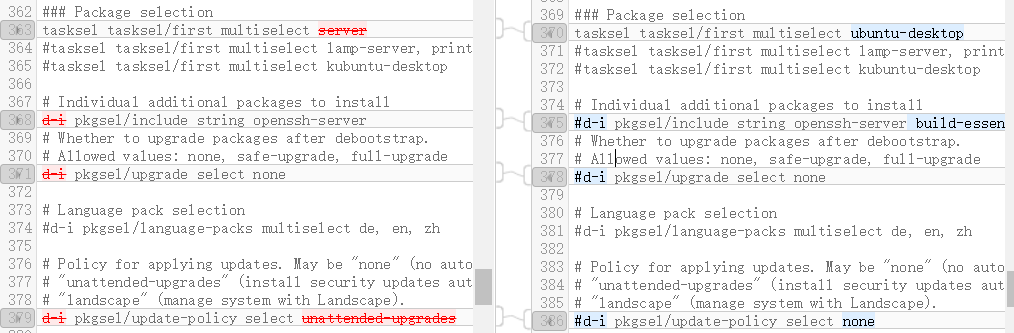 362 ### Package selection
363 tasksel tasksel/first multiselect server
364 #tasksel tasksel/first multiselect lamp-server, print
365 #tasksel tasksel/first multiselect kubuntu-desktop
366
367 # Individual additional packages to install
368 d-i pkgsel/include string openssh-server
369 # Whether to upgrade packages after debootstrap.
370 # Allowed values: none, safe-upgrade, full-upgrade
371 d-i pkgsel/upgrade select none
372
373 # Language pack selection
374 #d-i pkgsel/language-packs multiselect de, en, zh
375
376 # Policy for applying updates. May be "none" (no auto
377 # "unattended-upgrades" (install security updates aut
378 # "landscape" (manage system with Landscape).
379 d-i pkgsel/update-policy select unattended-upgrades
369 ### Package selection
370 tasksel tasksel/first multiselect ubuntu-desktop
371 #tasksel tasksel/first multiselect lamp-server, print
372 #tasksel tasksel/first multiselect kubuntu-desktop
373
374 # Individual additional packages to install
375 #d-i pkgsel/include string openssh-server build-essen
376 # Whether to upgrade packages after debootstrap.
377 # Allowed values: none, safe-upgrade, full-upgrade
378 #d-i pkgsel/upgrade select none
379
380 # Language pack selection
381 #d-i pkgsel/language-packs multiselect de, en, zh
382
383 # Policy for applying updates. May be "none" (no auto
384 # "unattended-upgrades" (install security updates aut
385 # "landscape" (manage system with Landscape).
386 #d-i pkgsel/update-policy select none